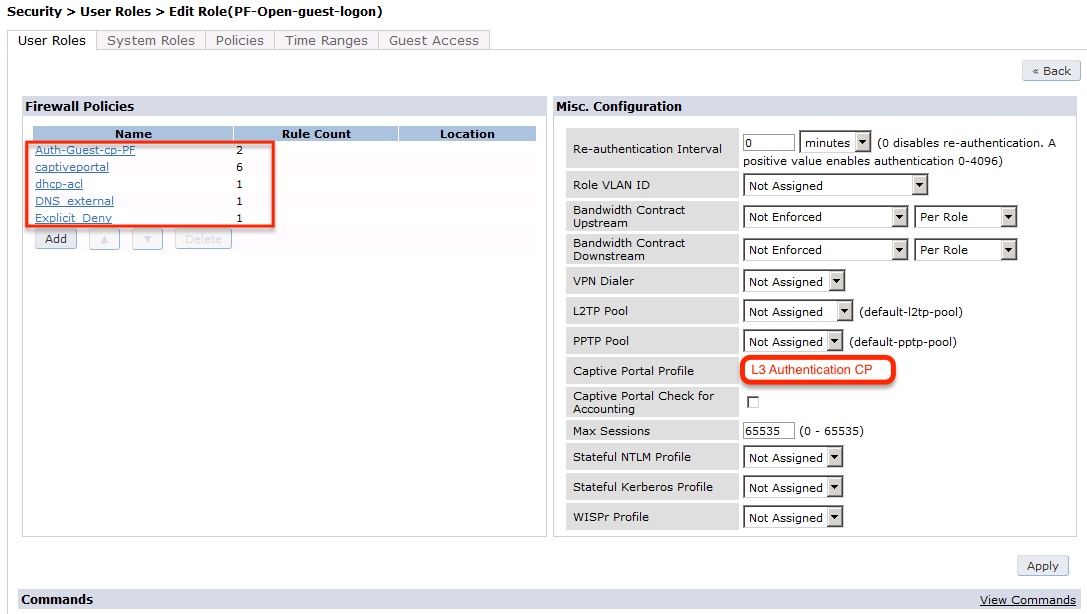 Security > User Roles > Edit Role(PF-Open-guest-logon)
User Roles System Roles Policies Time Ranges Guest Access
« Back
Firewall Policies
Name Rule Count Location
Auth-Guest-cp-PF 2
captiveportal 6
dhcp-acl 1
DNS_external 1
Explicit_Deny 1
Add ▲ ▼ Delete
Misc. Configuration
Re-authentication Interval 0 minutes (0 disables re-authentication. A
positive value enables authentication 0-4096)
Role VLAN ID Not Assigned
Bandwidth Contract
Upstream Not Enforced Per Role
Bandwidth Contract
Downstream Not Enforced Per Role
VPN Dialer Not Assigned
L2TP Pool Not Assigned (default-l2tp-pool)
PPTP Pool Not Assigned (default-pptp-pool)
Captive Portal Profile L3 Authentication CP
Captive Portal Check for
Accounting
Max Sessions 65535 (0 - 65535)
Stateful NTLM Profile Not Assigned
Stateful Kerberos Profile Not Assigned
WISPr Profile Not Assigned
Apply
Commands View Commands